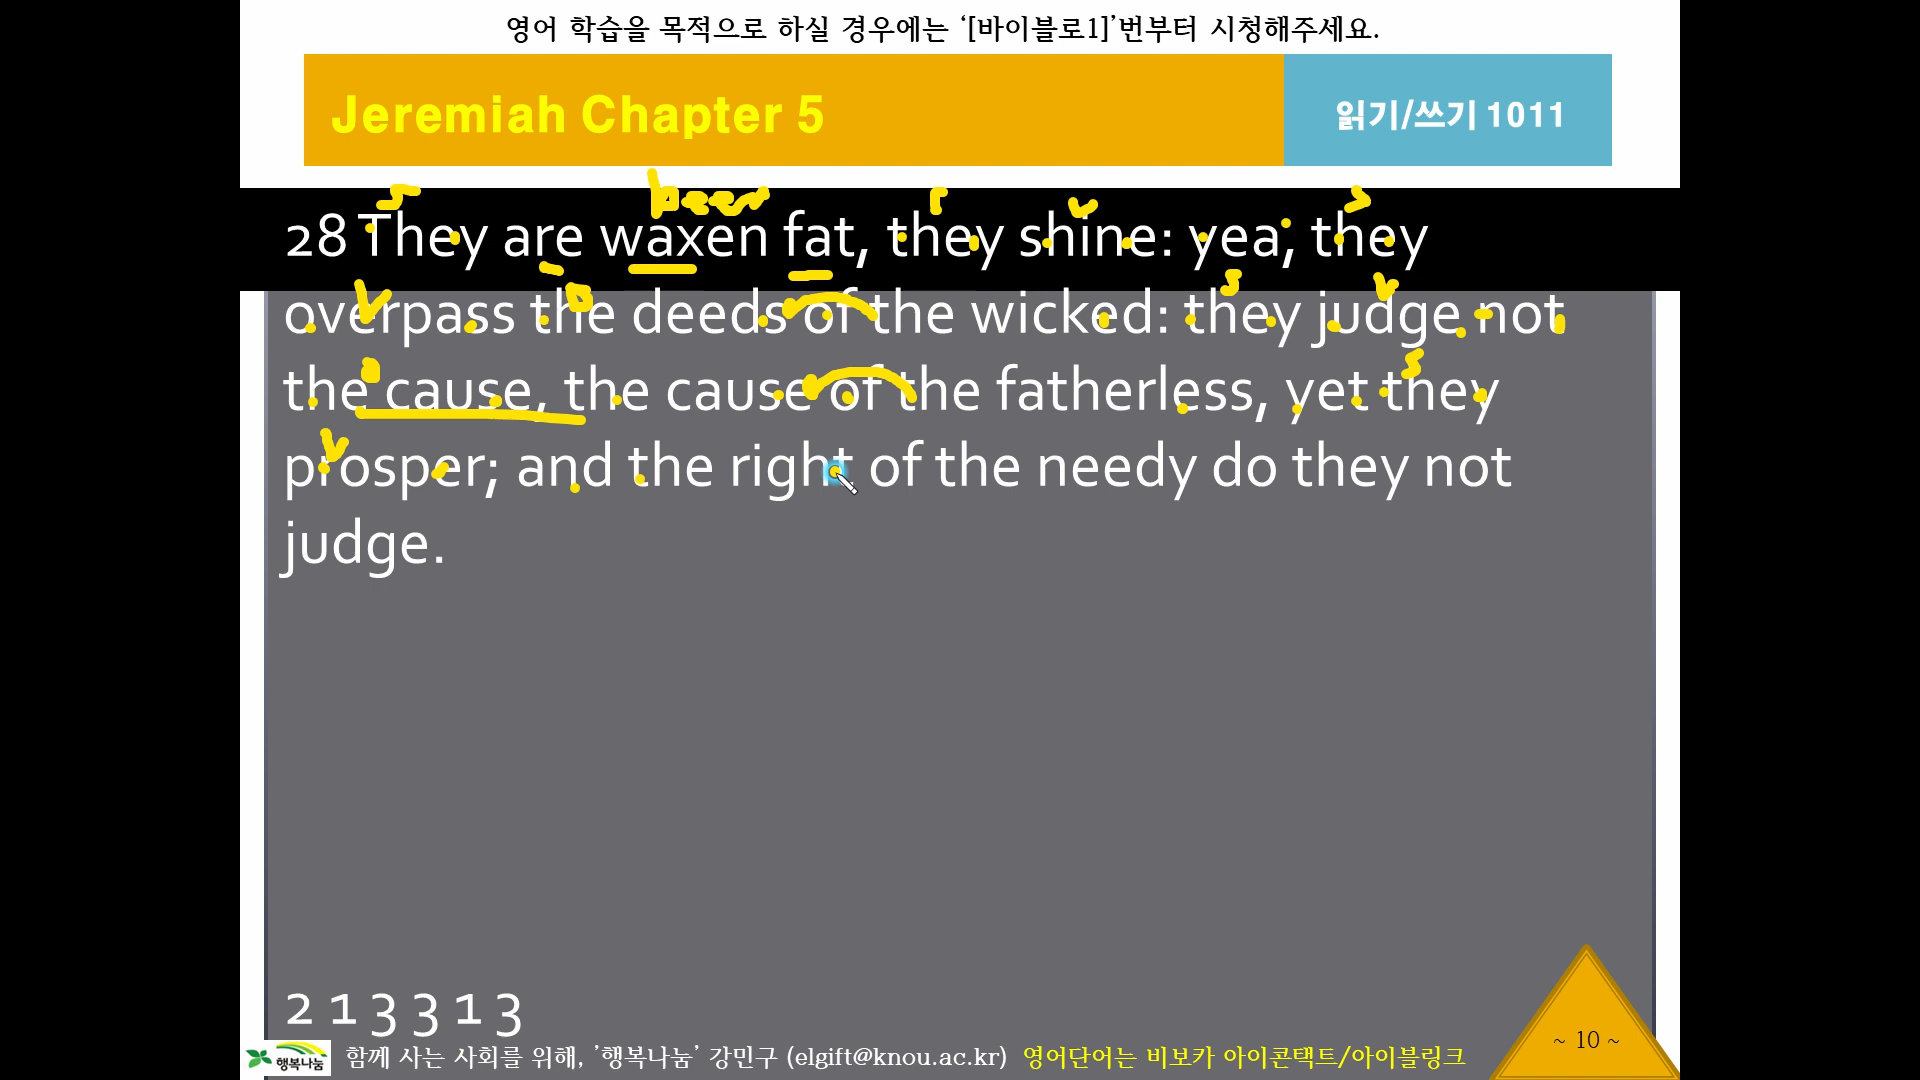 영어 학습을 목적으로 하실 경우에는 ‘[바이블로1]’번부터 시청해주세요.
Jeremiah Chapter 5
읽기/쓰기 1011
been
28 They are waxen fat, they shine: yea, they
overpass the deeds of the wicked: they judge not
the cause, the cause of the fatherless, yet they
prosper; and the right of the needy do they not
judge.
2 1 3 3 1 3
행복나눔 함께 사는 사회를 위해, ’행복나눔’ 강민구 (elgift@knou.ac.kr) 영어단어는 비보카 아이콘택트/아이블링크
~ 10 ~